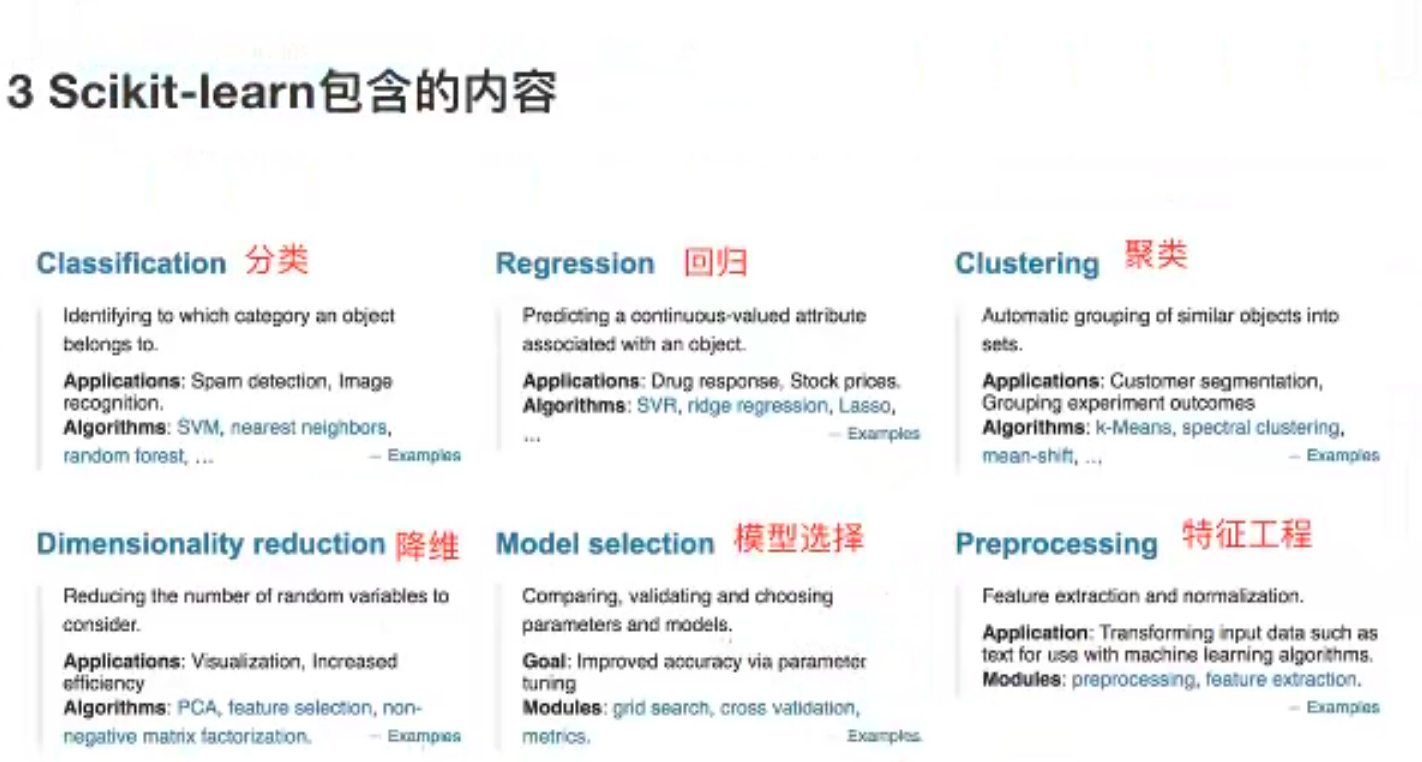 3 Scikit-learn包含的内容
Classification 分类
Identifying to which category an object
belongs to.
Applications: Spam detection, Image
recognition.
Algorithms: SVM, nearest neighbors,
random forest, ...
– Examples
Regression 回归
Predicting a continuous-valued attribute
associated with an object.
Applications: Drug response, Stock prices.
Algorithms: SVR, ridge regression, Lasso,
...
– Examples
Clustering 聚类
Automatic grouping of similar objects into
sets.
Applications: Customer segmentation,
Grouping experiment outcomes
Algorithms: k-Means, spectral clustering,
mean-shift, ...
– Examples
Dimensionality reduction 降维
Reducing the number of random variables to
consider.
Applications: Visualization, Increased
efficiency
Algorithms: PCA, feature selection, non-
negative matrix factorization.
– Examples
Model selection 模型选择
Comparing, validating and choosing
parameters and models.
Goal: Improved accuracy via parameter
tuning
Modules: grid search, cross validation,
metrics.
Examples
Preprocessing 特征工程
Feature extraction and normalization.
Application: Transforming input data such as
text for use with machine learning algorithms.
Modules: preprocessing, feature extraction.
– Examples